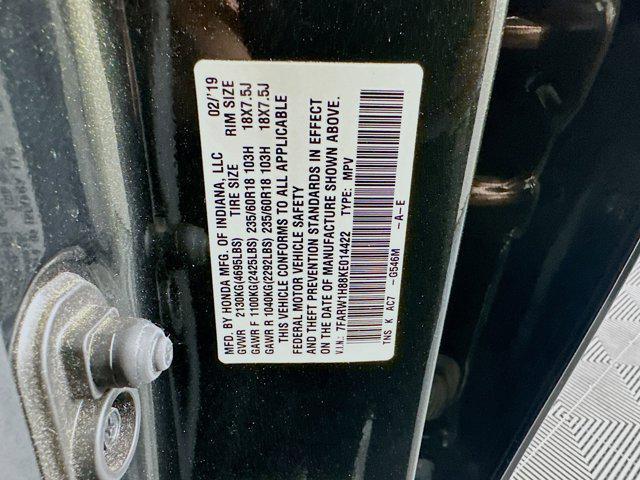 MFD. BY HONDA MFG. OF INDIANA, LLC 02/'19
TIRE SIZE RIM SIZE
GVWR 2130KG(4695LBS)
GAWR F 1100KG(2425LBS) 235/60R18 103H 18X7.5J
GAWR R 1040KG(2292LBS) 235/60R18 103H 18X7.5J
THIS VEHICLE CONFORMS TO ALL APPLICABLE
FEDERAL MOTOR VEHICLE SAFETY
AND THEFT PREVENTION STANDARDS IN EFFECT
ON THE DATE OF MANUFACTURE SHOWN ABOVE.
V.I.N: 7FARW1H88KE014422 TYPE: MPV
TNS K AC7 -G546M -A-E